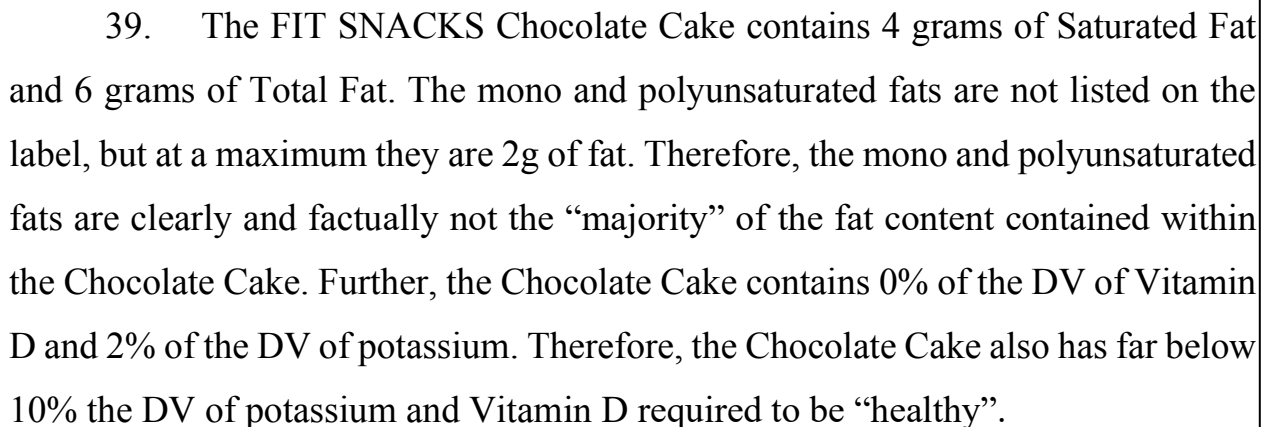 39. The FIT SNACKS Chocolate Cake contains 4 grams of Saturated Fat
and 6 grams of Total Fat. The mono and polyunsaturated fats are not listed on the
label, but at a maximum they are 2g of fat. Therefore, the mono and polyunsaturated
fats are clearly and factually not the “majority” of the fat content contained within
the Chocolate Cake. Further, the Chocolate Cake contains 0% of the DV of Vitamin
D and 2% of the DV of potassium. Therefore, the Chocolate Cake also has far below
10% the DV of potassium and Vitamin D required to be “healthy”.